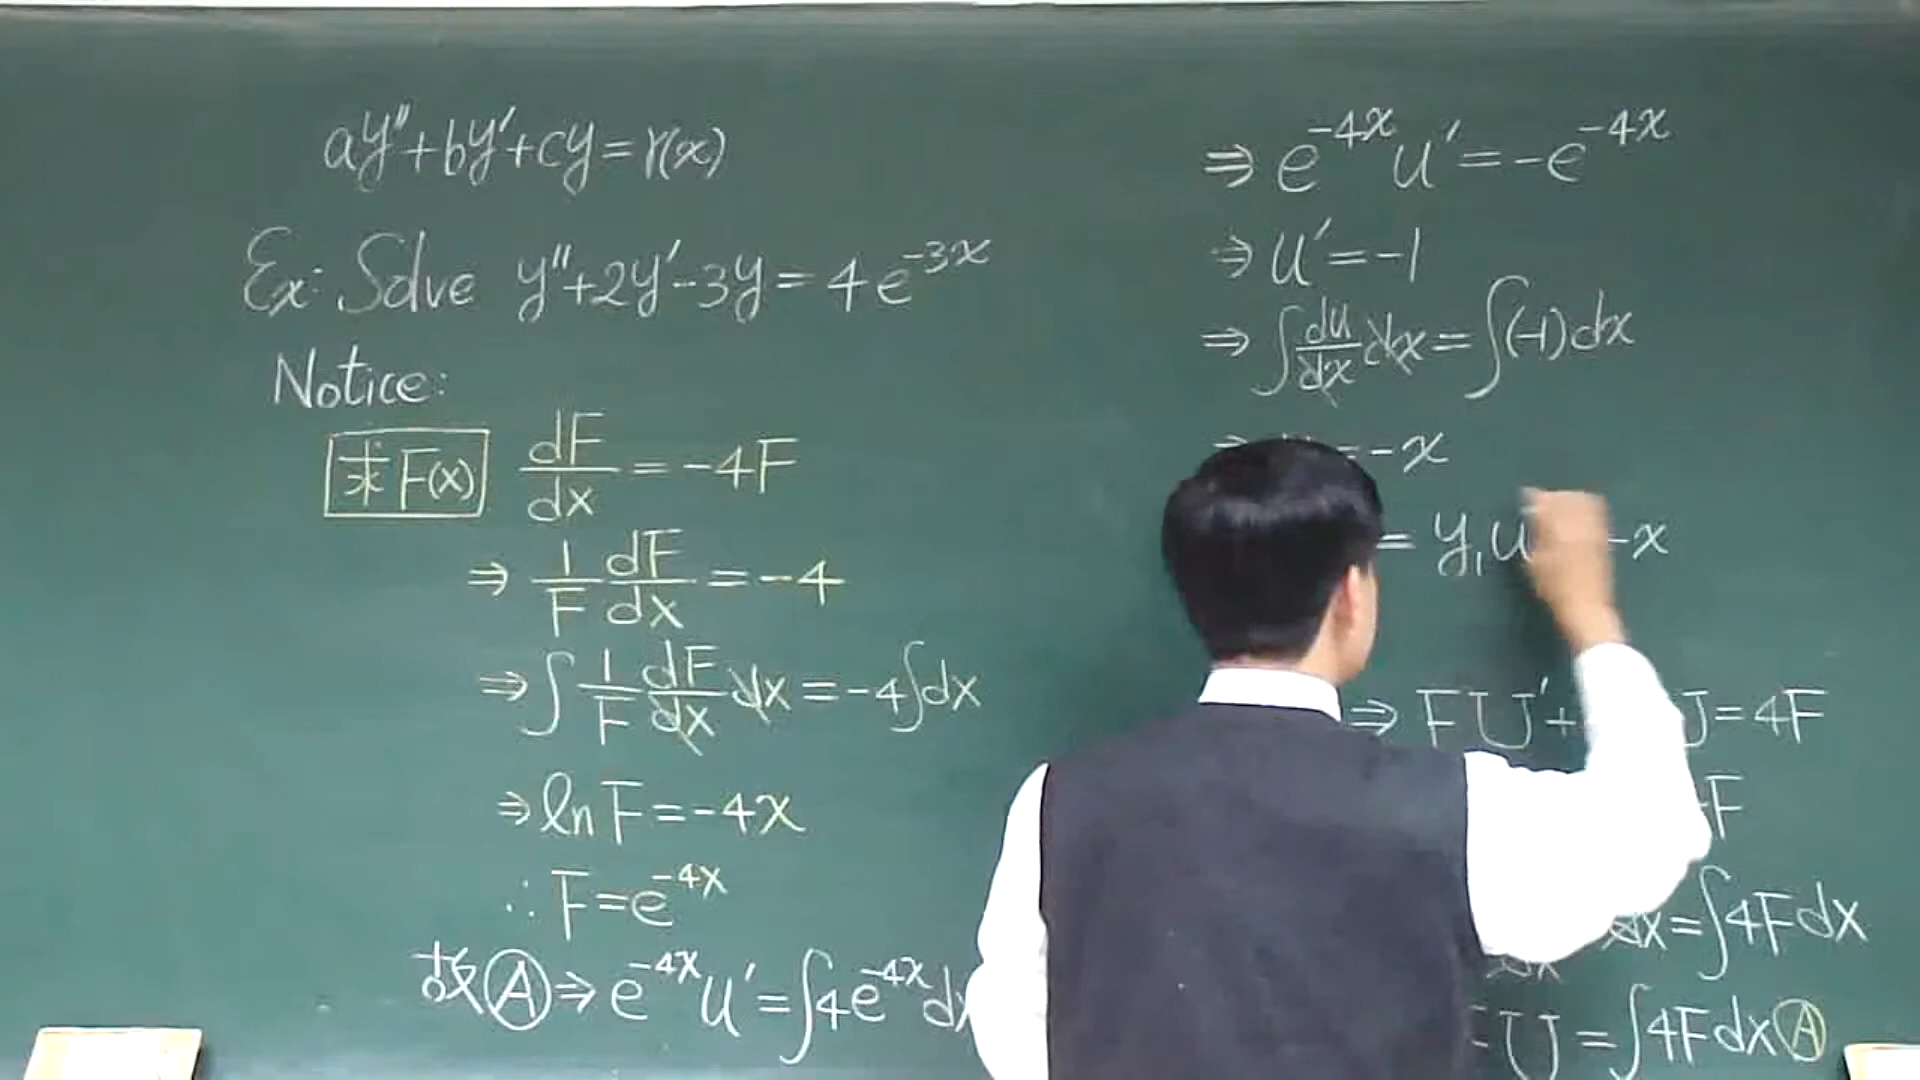 ay''+by'+cy=r(x)
Ex: Solve y''+2y'-3y=4e^{-3x}
Notice:
求F(x) dF/dx=-4F
⇒ 1/F dF/dx=-4
⇒∫ 1/F dF/dx dx=-4∫dx
⇒ln F=-4x
∴F=e^{-4x}
故Ⓐ⇒e^{-4x}u'=∫4e^{-4x}dx
⇒e^{-4x}u'=-e^{-4x}
⇒u'=-1
⇒∫du/dx dx=∫(-1)dx
=-x
=y₁u -x
⇒FU'+ U=4F
F
dx=∫4Fdx
FU=∫4FdxⒶ